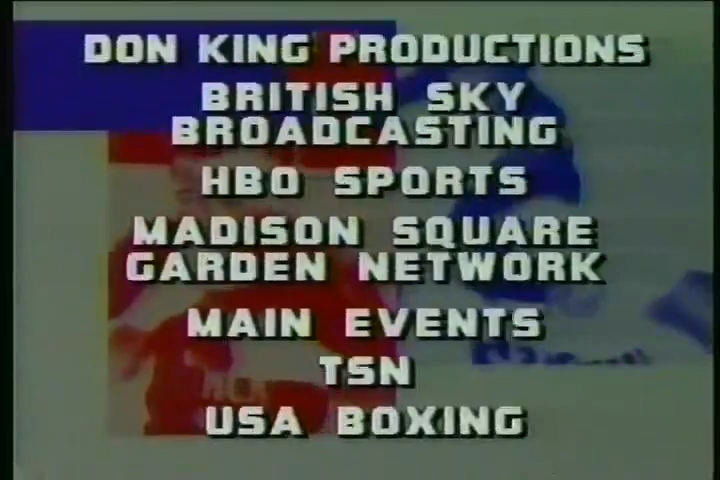 DON KING PRODUCTIONS
BRITISH SKY
BROADCASTING
HBO SPORTS
MADISON SQUARE
GARDEN NETWORK
MAIN EVENTS
TSN
USA BOXING